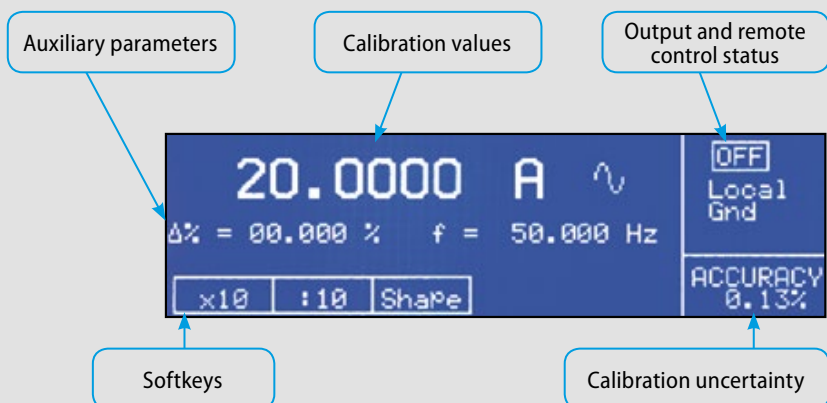 Auxiliary parameters
Calibration values
Output and remote
control status
20.0000 A
OFF
Local
Gnd
Δ% = 00.000 % f = 50.000 Hz
x10 :10 Shape
ACCURACY
0.13%
Softkeys
Calibration uncertainty